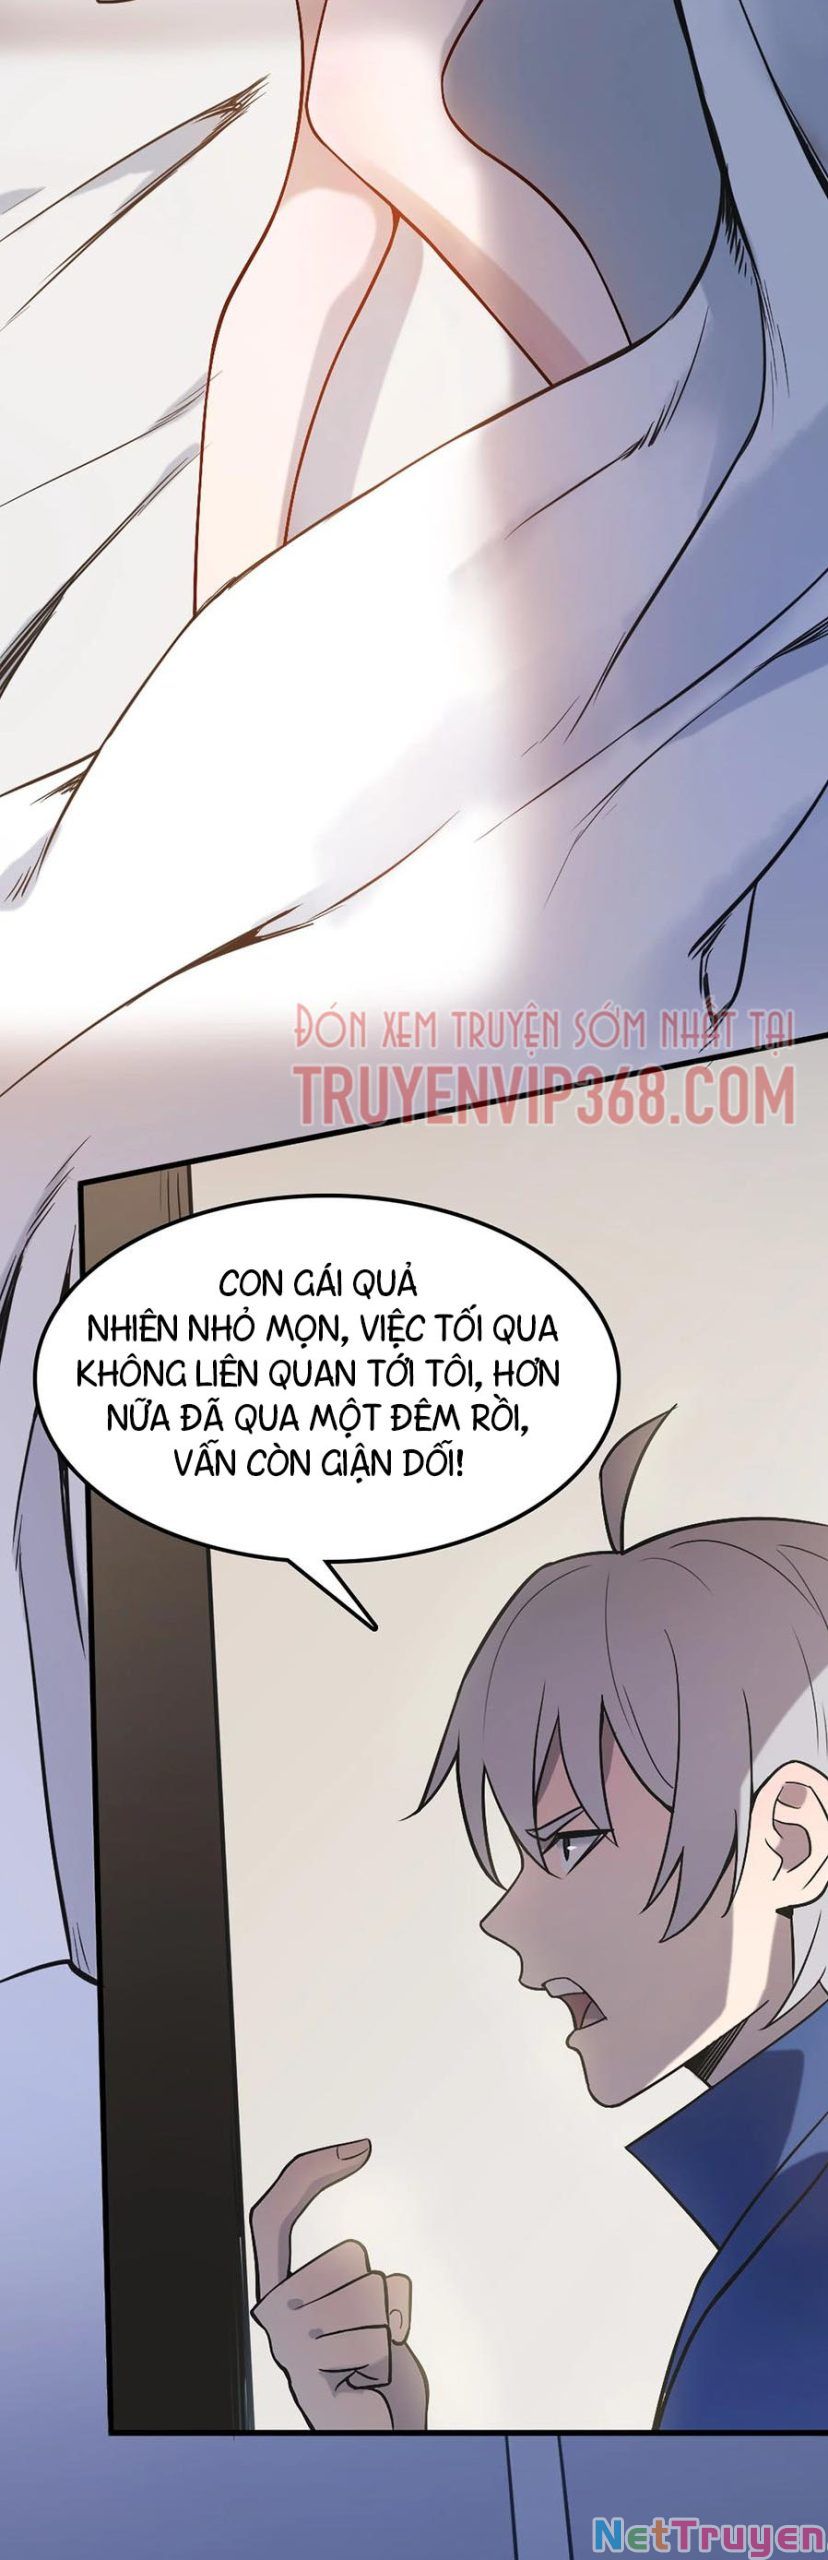 ĐÓN XEM TRUYỆN SỚM NHẤT TẠI
TRUYENVIP368.COM
CON GÁI QUẢ
NHIÊN NHỎ MỌN, VIỆC TỐI QUA
KHÔNG LIÊN QUAN TỚI TÔI, HƠN
NỮA ĐÃ QUA MỘT ĐÊM RỒI,
VẪN CÒN GIẬN DỖI!
NetTruyen